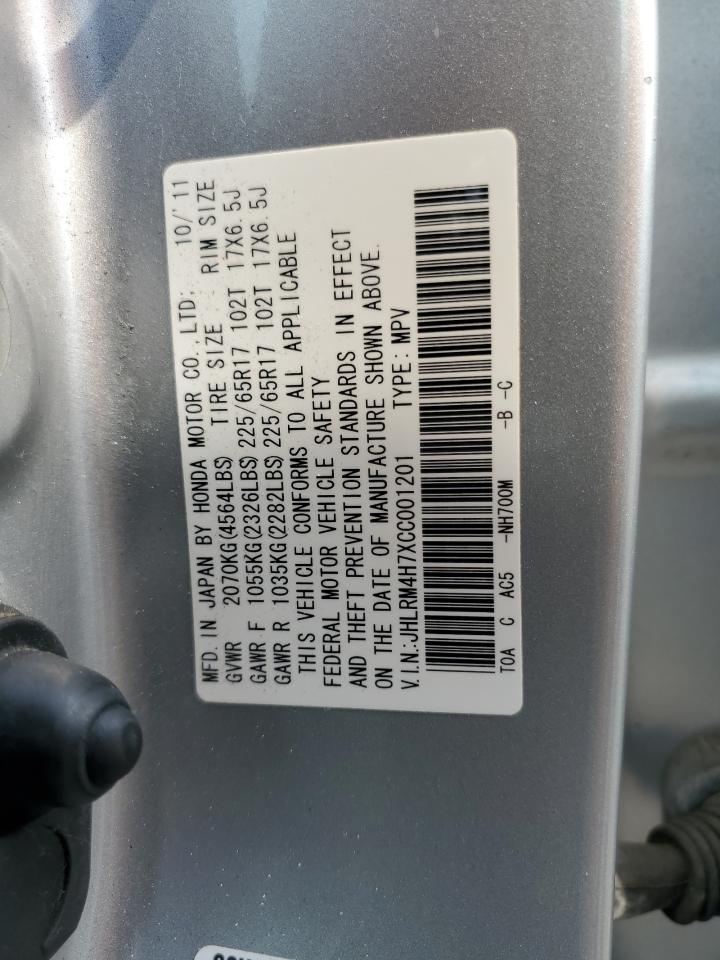 MFD. IN JAPAN BY HONDA MOTOR CO., LTD; 10/'11
GVWR 2070KG(4564LBS) TIRE SIZE RIM SIZE
GAWR F 1055KG(2326LBS) 225/65R17 102T 17X6.5J
GAWR R 1035KG(2282LBS) 225/65R17 102T 17X6.5J
THIS VEHICLE CONFORMS TO ALL APPLICABLE
FEDERAL MOTOR VEHICLE SAFETY
AND THEFT PREVENTION STANDARDS IN EFFECT
ON THE DATE OF MANUFACTURE SHOWN ABOVE.
V.I.N.:JHLRM4H7XCC001201 TYPE: MPV
T0A C AC5 -NH700M -B -C